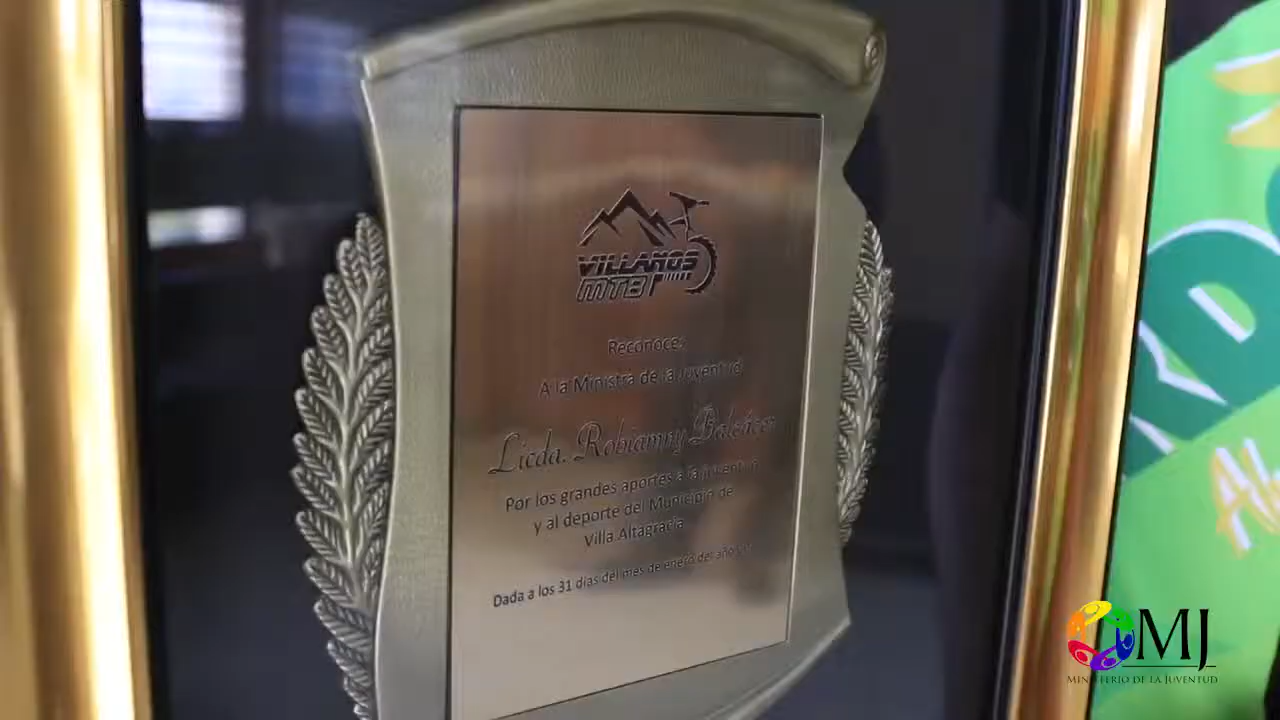 VILLANOS
MTB
Reconoce:
A la Ministra de la Juventud
Licda. Robiamny Balcácer
Por los grandes aportes a la juventud
y al deporte del Municipio de
Villa Altagracia
Dada a los 31 días del mes de enero del año
MJ
MINISTERIO DE LA JUVENTUD